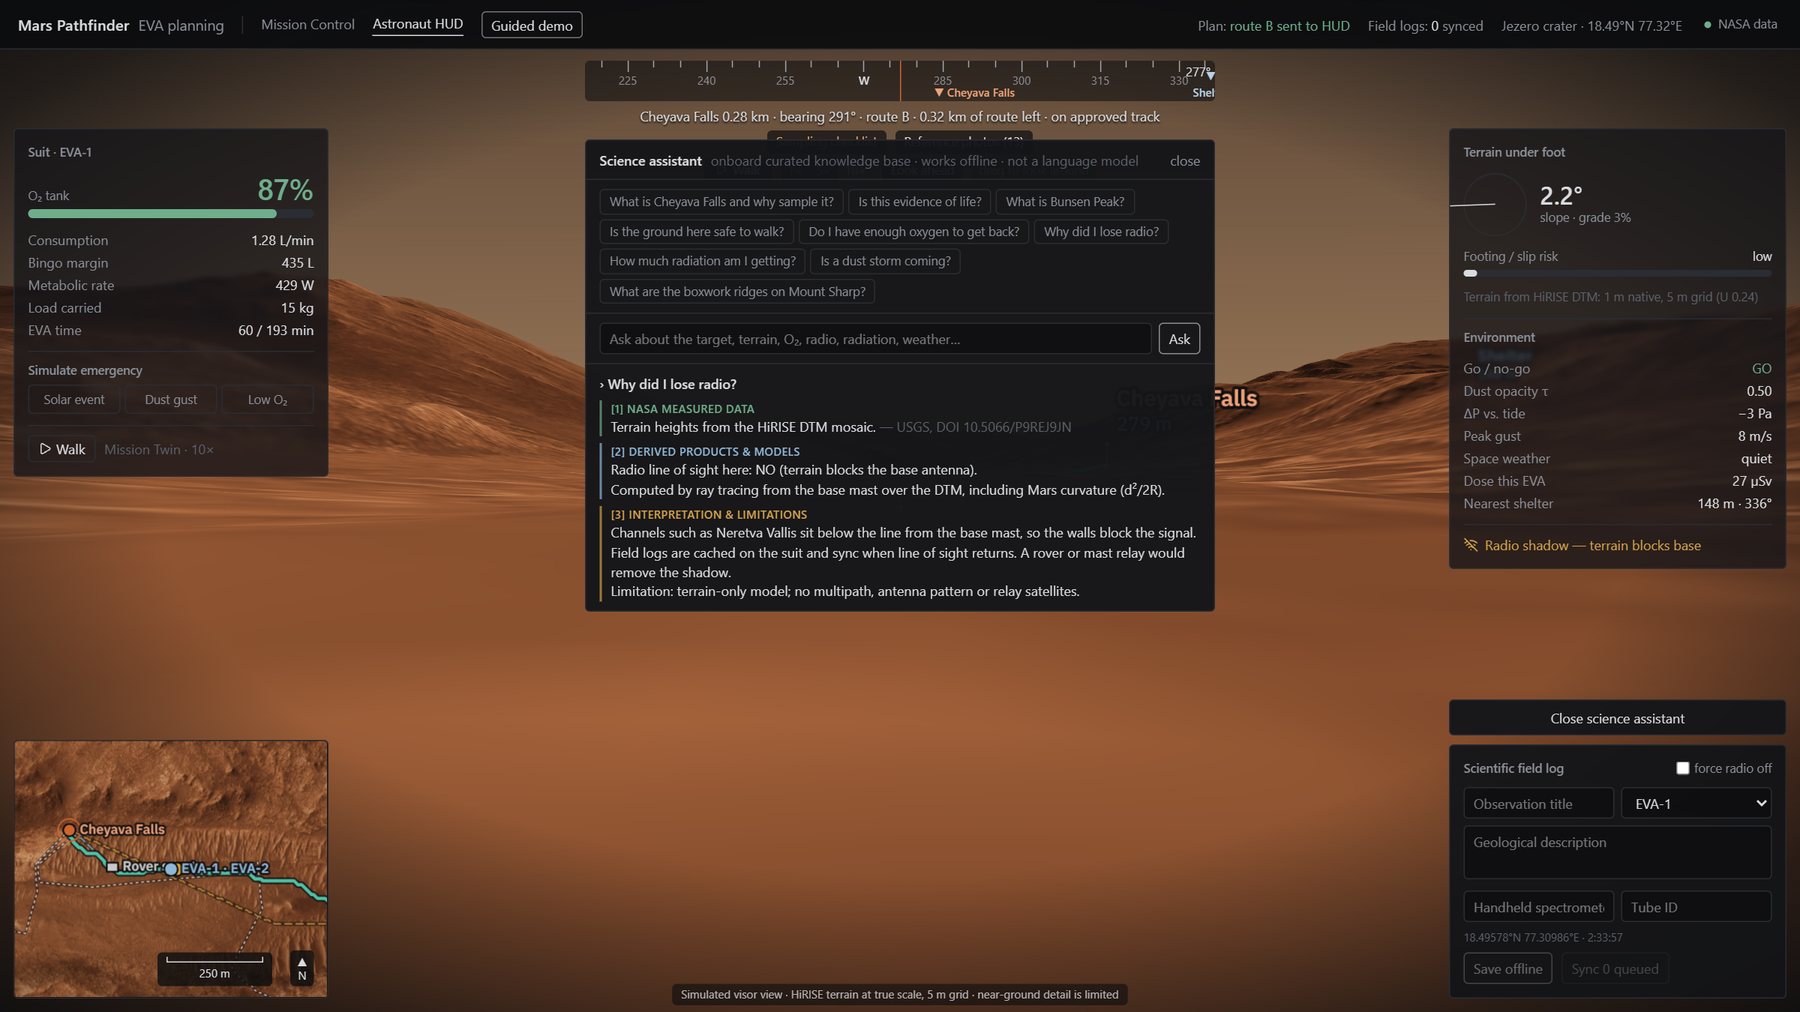 Mars Pathfinder EVA planning Mission Control Astronaut HUD Guided demo
Plan: route B sent to HUD Field logs: 0 synced Jezero crater · 18.49°N 77.32°E NASA data
277°
225 240 255 W 285 300 315 330
Cheyava Falls Shel
Cheyava Falls 0.28 km · bearing 291° · route B · 0.32 km of route left · on approved track
Suit · EVA-1
O₂ tank 87%
Consumption 1.28 L/min
Bingo margin 435 L
Metabolic rate 429 W
Load carried 15 kg
EVA time 60 / 193 min
Simulate emergency
Solar event Dust gust Low O₂
Walk Mission Twin · 10×
Science assistant onboard curated knowledge base · works offline · not a language model close
What is Cheyava Falls and why sample it? Is this evidence of life? What is Bunsen Peak?
Is the ground here safe to walk? Do I have enough oxygen to get back? Why did I lose radio?
How much radiation am I getting? Is a dust storm coming?
What are the boxwork ridges on Mount Sharp?
Ask about the target, terrain, O₂, radio, radiation, weather... Ask
› Why did I lose radio?
[1] NASA MEASURED DATA
Terrain heights from the HiRISE DTM mosaic. — USGS, DOI 10.5066/P9REJ9JN
[2] DERIVED PRODUCTS & MODELS
Radio line of sight here: NO (terrain blocks the base antenna).
Computed by ray tracing from the base mast over the DTM, including Mars curvature (d²/2R).
[3] INTERPRETATION & LIMITATIONS
Channels such as Neretva Vallis sit below the line from the base mast, so the walls block the signal.
Field logs are cached on the suit and sync when line of sight returns. A rover or mast relay would
remove the shadow.
Limitation: terrain-only model; no multipath, antenna pattern or relay satellites.
Cheyava Falls
279 m
Terrain under foot
2.2°
slope · grade 3%
Footing / slip risk low
Terrain from HiRISE DTM: 1 m native, 5 m grid (U 0.24)
Environment
Shelter
Go / no-go GO
Dust opacity τ 0.50
ΔP vs. tide −3 Pa
Peak gust 8 m/s
Space weather quiet
Dose this EVA 27 µSv
Nearest shelter 148 m · 336°
Radio shadow — terrain blocks base
Close science assistant
Scientific field log force radio off
Observation title EVA-1
Geological description
Handheld spectromet Tube ID
18.49578°N 77.30986°E · 2:33:57
Save offline Sync 0 queued
Cheyava Falls
Rover EVA-1 · EVA-2
250 m N
Simulated visor view · HiRISE terrain at true scale, 5 m grid · near-ground detail is limited